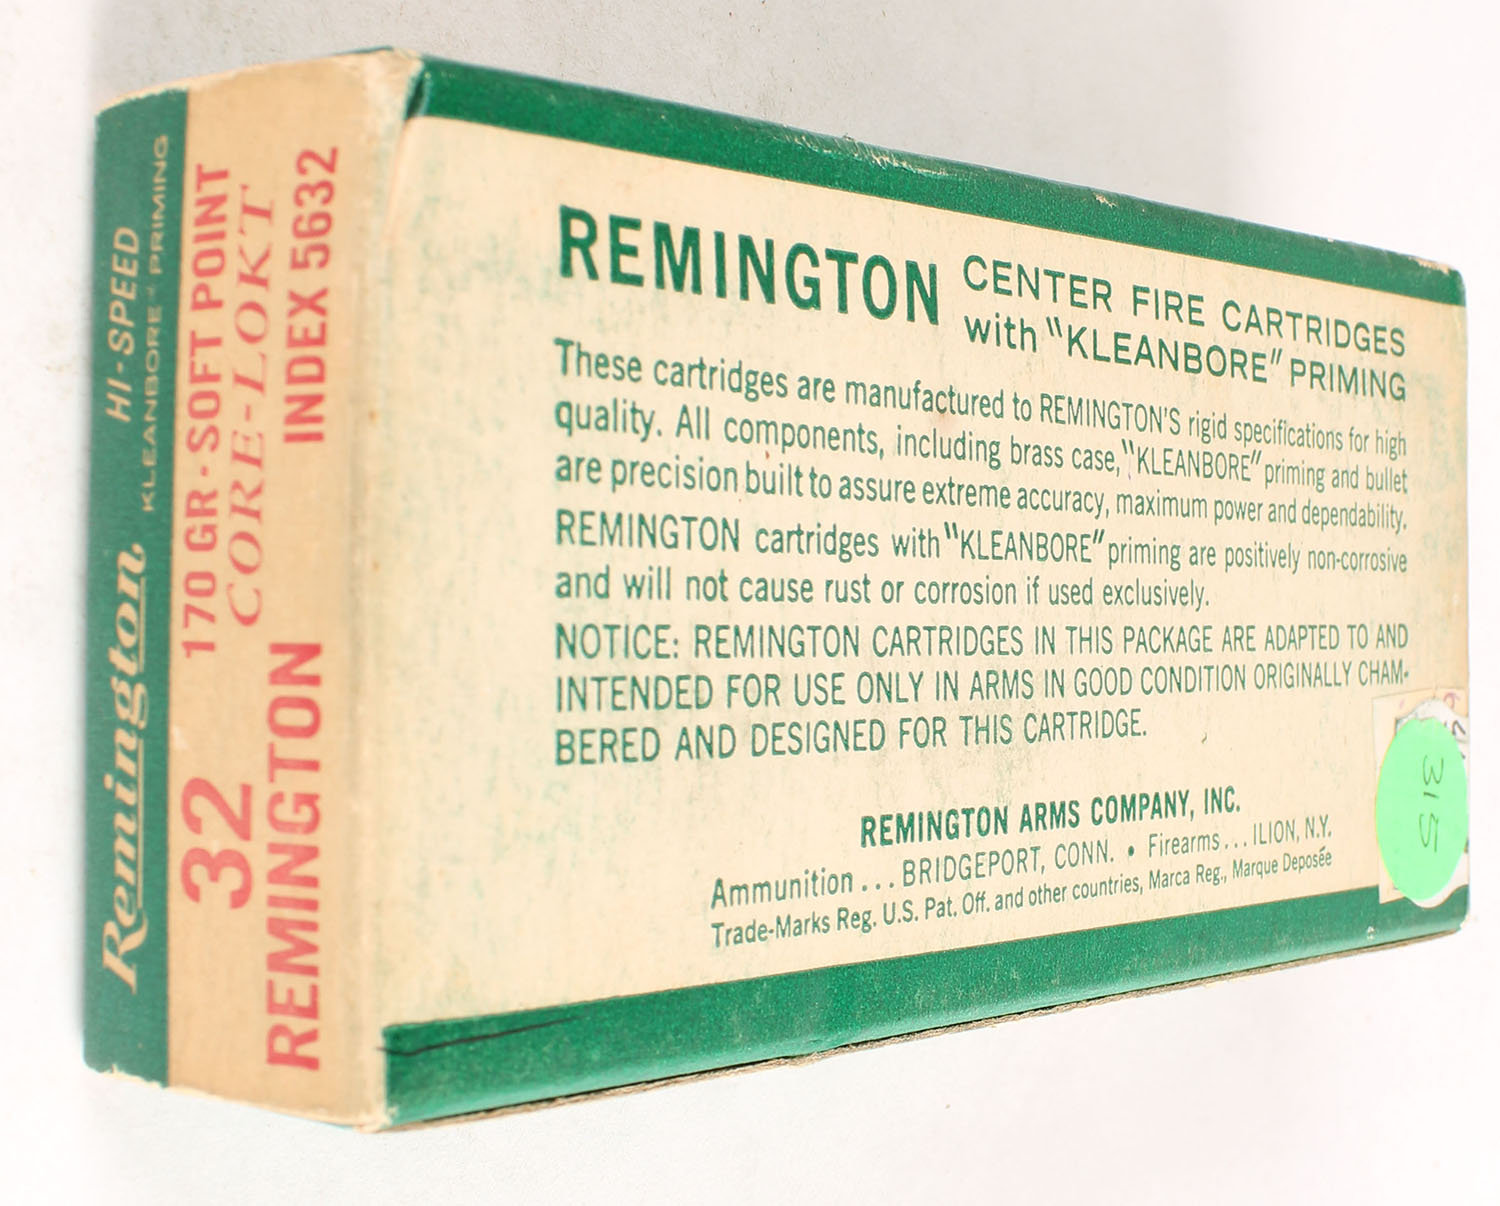 Remington HI-SPEED
KLEANBORE PRIMING
32 170 GR - SOFT POINT
CORE-LOKT
REMINGTON INDEX 5632
REMINGTON CENTER FIRE CARTRIDGES
with "KLEANBORE" PRIMING
These cartridges are manufactured to REMINGTON'S rigid specifications for high
quality. All components, including brass case, "KLEANBORE" priming and bullet
are precision built to assure extreme accuracy, maximum power and dependability.
REMINGTON cartridges with "KLEANBORE" priming are positively non-corrosive
and will not cause rust or corrosion if used exclusively.
NOTICE: REMINGTON CARTRIDGES IN THIS PACKAGE ARE ADAPTED TO AND
INTENDED FOR USE ONLY IN ARMS IN GOOD CONDITION ORIGINALLY CHAM-
BERED AND DESIGNED FOR THIS CARTRIDGE.
REMINGTON ARMS COMPANY, INC.
Ammunition ... BRIDGEPORT, CONN. • Firearms ... ILION, N.Y.
Trade-Marks Reg. U.S. Pat. Off. and other countries, Marca Reg., Marque Deposée
315